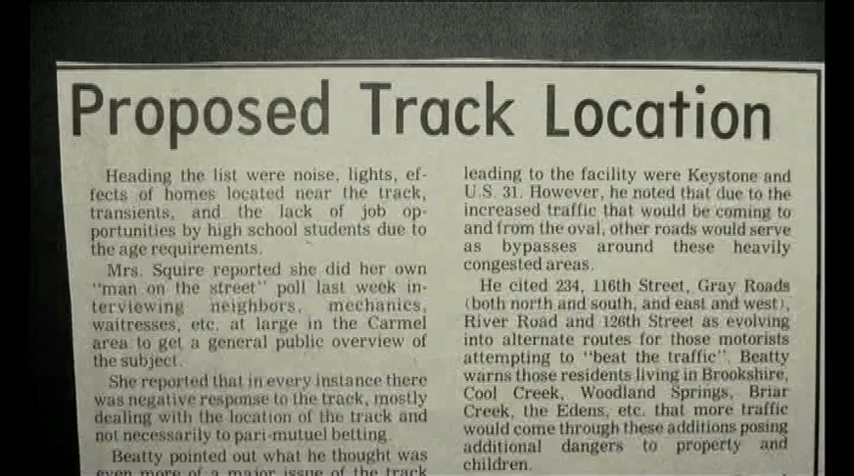 Proposed Track Location
Heading the list were noise, lights, ef-
fects of homes located near the track,
transients, and the lack of job op-
portunities by high school students due to
the age requirements.
Mrs. Squire reported she did her own
"man on the street" poll last week in-
terviewing neighbors, mechanics,
waitresses, etc. at large in the Carmel
area to get a general public overview of
the subject.
She reported that in every instance there
was negative response to the track, mostly
dealing with the location of the track and
not necessarily to pari-mutuel betting.
Beatty pointed out what he thought was
even more of a major issue of the track
leading to the facility were Keystone and
U.S. 31. However, he noted that due to the
increased traffic that would be coming to
and from the oval, other roads would serve
as bypasses around these heavily
congested areas.
He cited 234, 116th Street, Gray Roads
(both north and south, and east and west),
River Road and 126th Street as evolving
into alternate routes for those motorists
attempting to "beat the traffic". Beatty
warns those residents living in Brookshire,
Cool Creek, Woodland Springs, Briar
Creek, the Edens, etc. that more traffic
would come through these additions posing
additional dangers to property and
children.